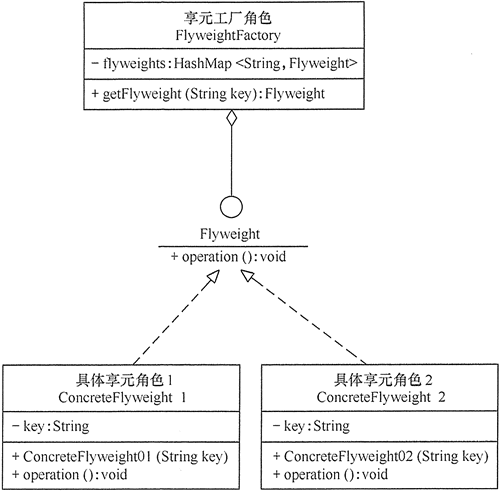 享元工厂角色
FlyweightFactory
- flyweights:HashMap <String,Flyweight>
+ getFlyweight (String key):Flyweight
Flyweight
+ operation ():void
具体享元角色1
ConcreteFlyweight 1
- key:String
+ ConcreteFlyweight01 (String key)
+ operation ():void
具体享元角色2
ConcreteFlyweight 2
- key:String
+ ConcreteFlyweight02 (String key)
+ operation ():void